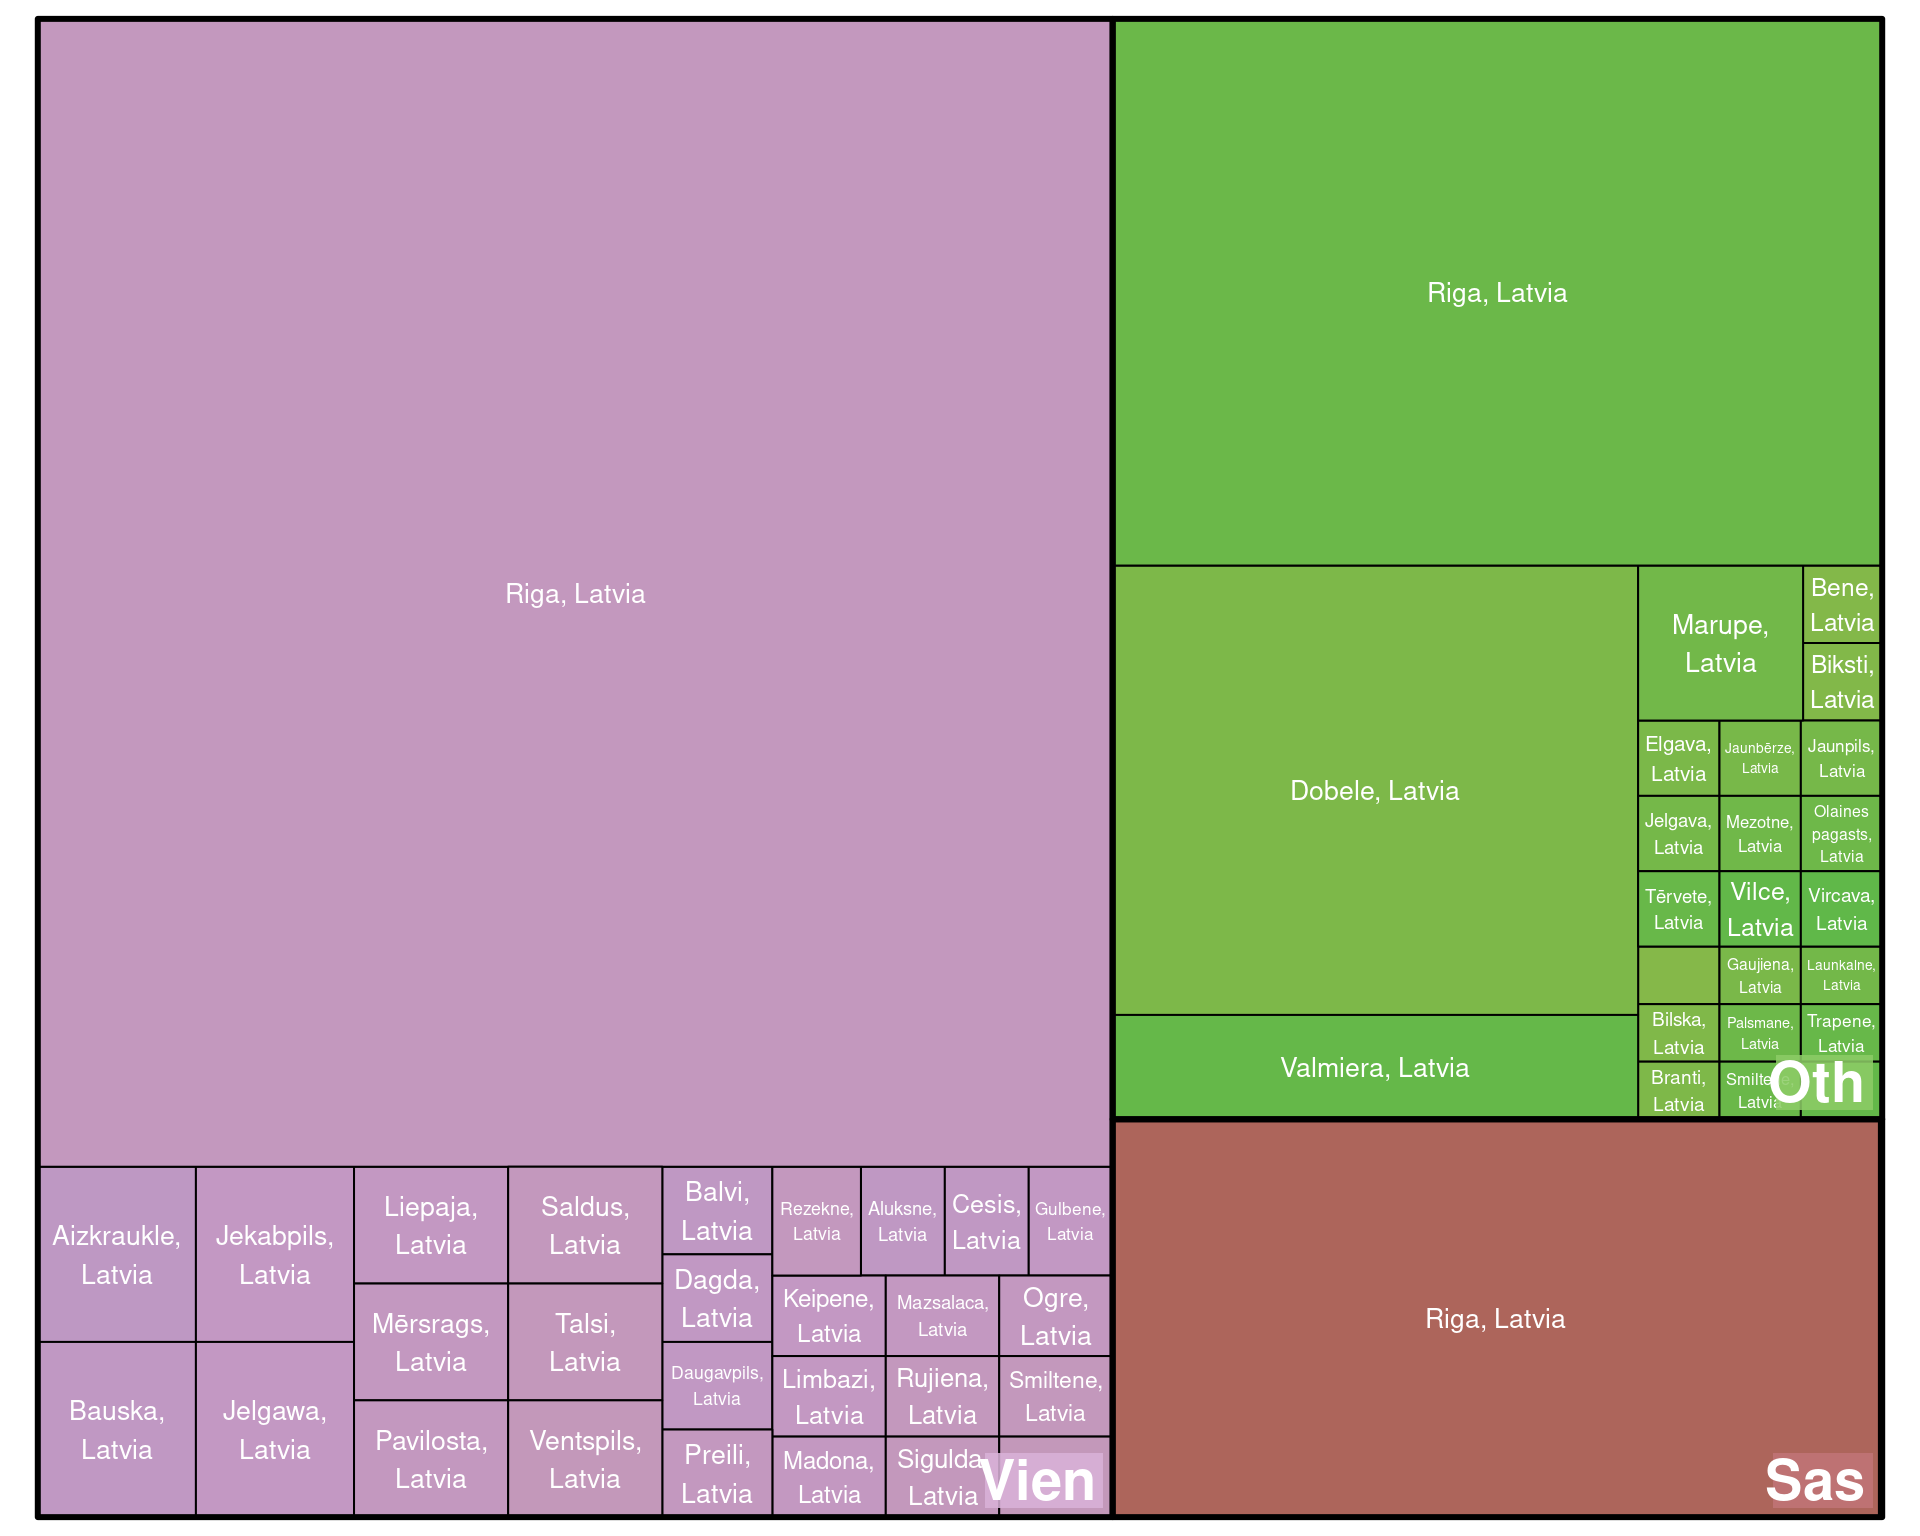 Riga, Latvia
Aizkraukle,
Latvia
Bauska,
Latvia
Jekabpils,
Latvia
Jelgawa,
Latvia
Liepaja,
Latvia
Mērsrags,
Latvia
Pavilosta,
Latvia
Saldus,
Latvia
Talsi,
Latvia
Ventspils,
Latvia
Balvi,
Latvia
Dagda,
Latvia
Daugavpils,
Latvia
Preili,
Latvia
Rezekne,
Latvia
Aluksne,
Latvia
Cesis,
Latvia
Gulbene,
Latvia
Keipene,
Latvia
Mazsalaca,
Latvia
Ogre,
Latvia
Limbazi,
Latvia
Rujiena,
Latvia
Smiltene,
Latvia
Madona,
Latvia
Sigulda,
Latvia
Vien
Riga, Latvia
Dobele, Latvia
Valmiera, Latvia
Marupe,
Latvia
Bene,
Latvia
Biksti,
Latvia
Elgava,
Latvia
Jaunbērze,
Latvia
Jaunpils,
Latvia
Jelgava,
Latvia
Mezotne,
Latvia
Olaines
pagasts,
Latvia
Tērvete,
Latvia
Vilce,
Latvia
Vircava,
Latvia
Gaujiena,
Latvia
Launkalne,
Latvia
Bilska,
Latvia
Palsmane,
Latvia
Trapene,
Latvia
Branti,
Latvia
Smiltene,
Latvia
Oth
Riga, Latvia
Sas